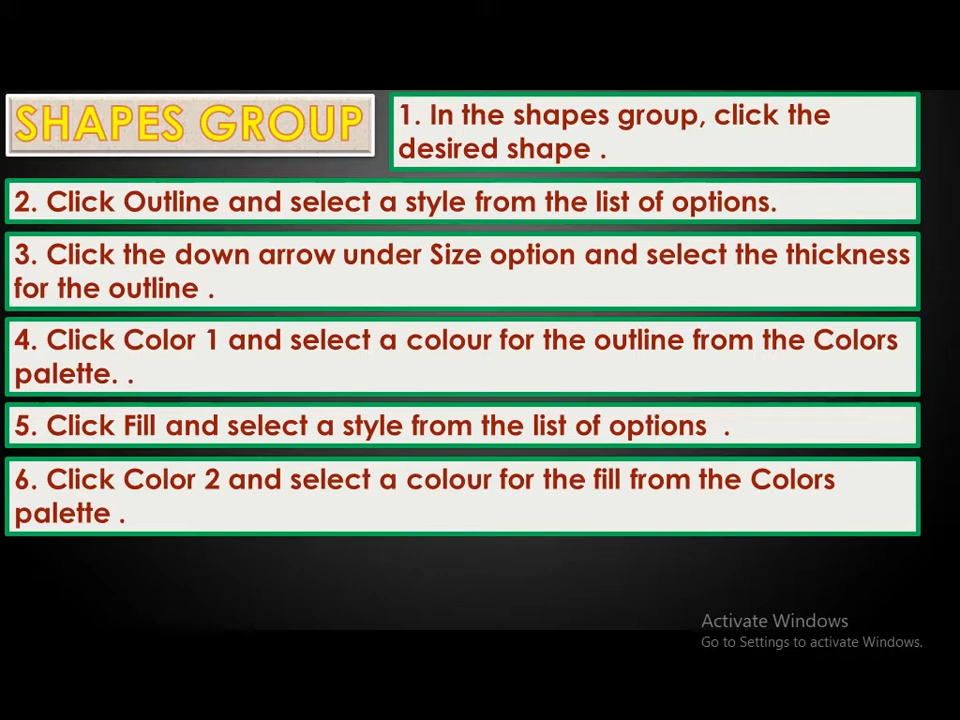 SHAPES GROUP
1. In the shapes group, click the
desired shape .
2. Click Outline and select a style from the list of options.
3. Click the down arrow under Size option and select the thickness
for the outline .
4. Click Color 1 and select a colour for the outline from the Colors
palette. .
5. Click Fill and select a style from the list of options  .
6. Click Color 2 and select a colour for the fill from the Colors
palette .
Activate Windows
Go to Settings to activate Windows.